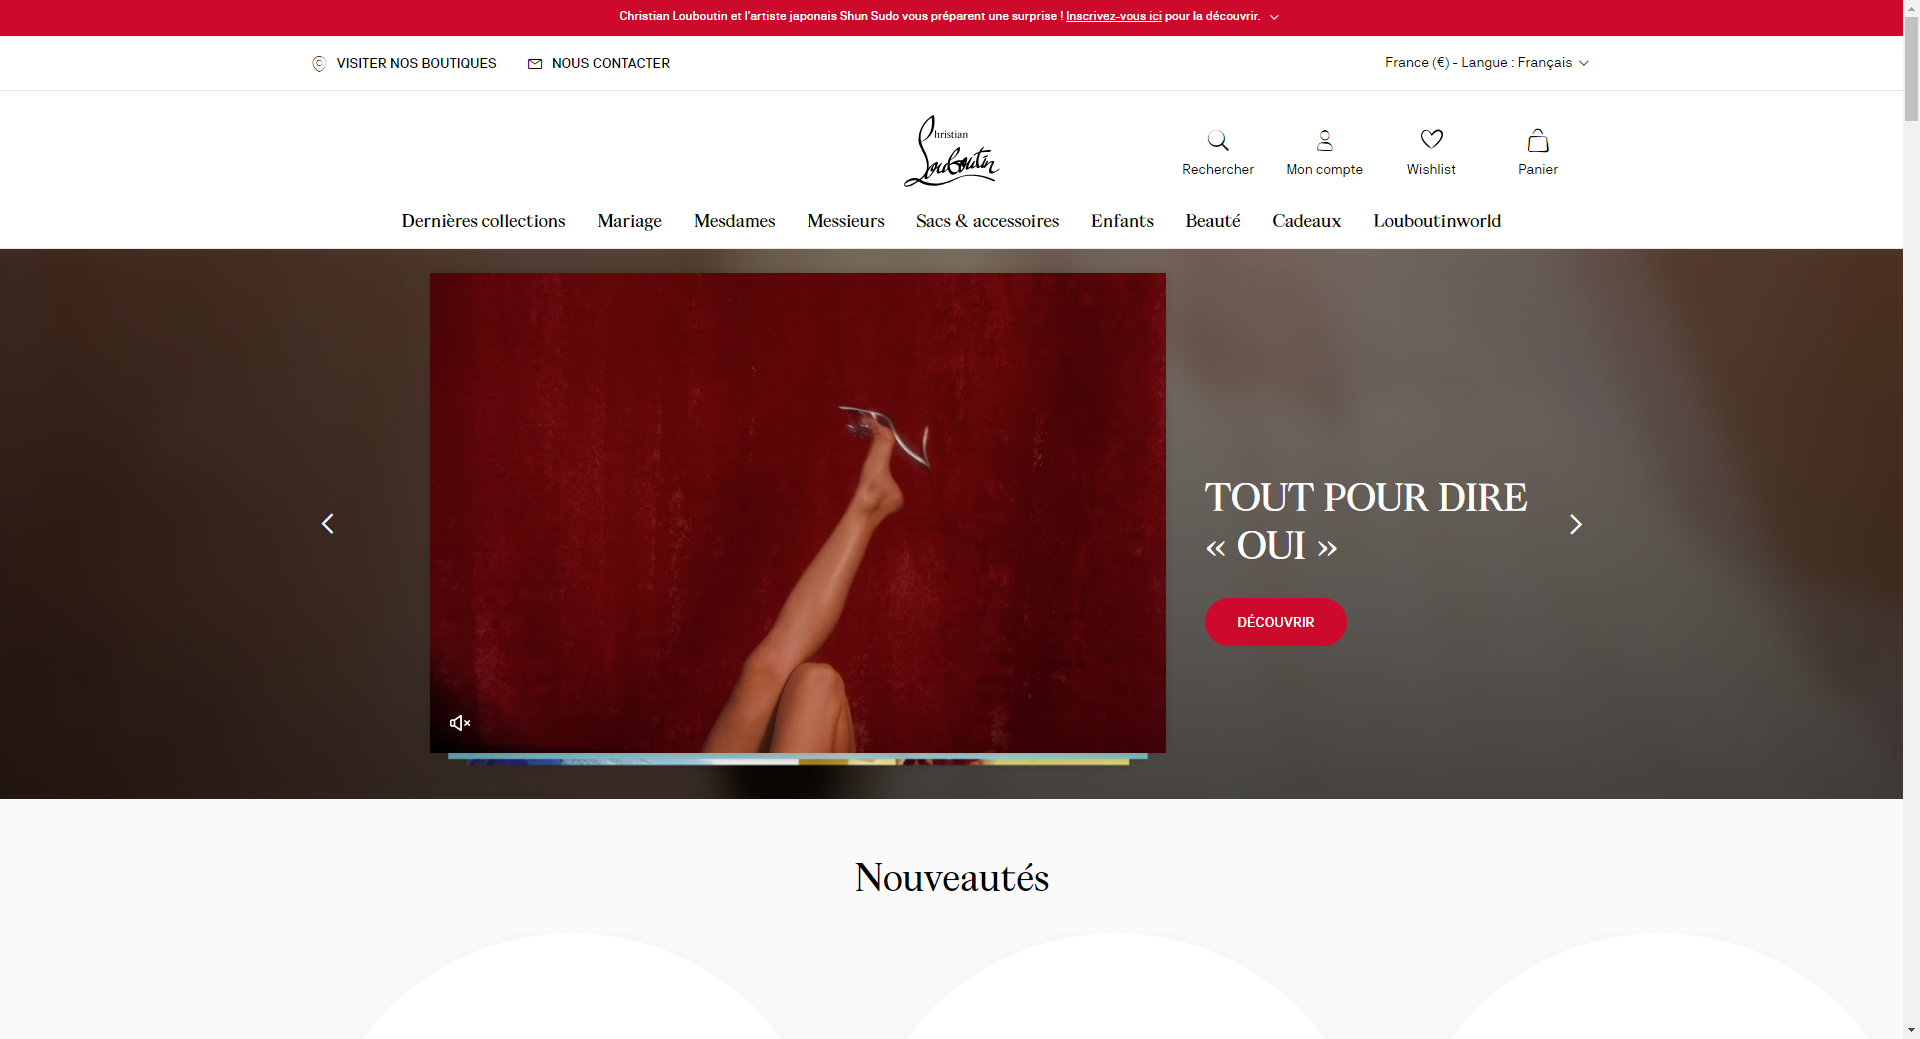 Christian Louboutin et l'artiste japonais Shun Sudo vous préparent une surprise ! Inscrivez-vous ici pour la découvrir.
VISITER NOS BOUTIQUES
NOUS CONTACTER
France (€) - Langue : Français
Christian
Louboutin
Rechercher
Mon compte
Wishlist
Panier
Dernières collections
Mariage
Mesdames
Messieurs
Sacs & accessoires
Enfants
Beauté
Cadeaux
Louboutinworld
TOUT POUR DIRE
« OUI »
DÉCOUVRIR
Nouveautés